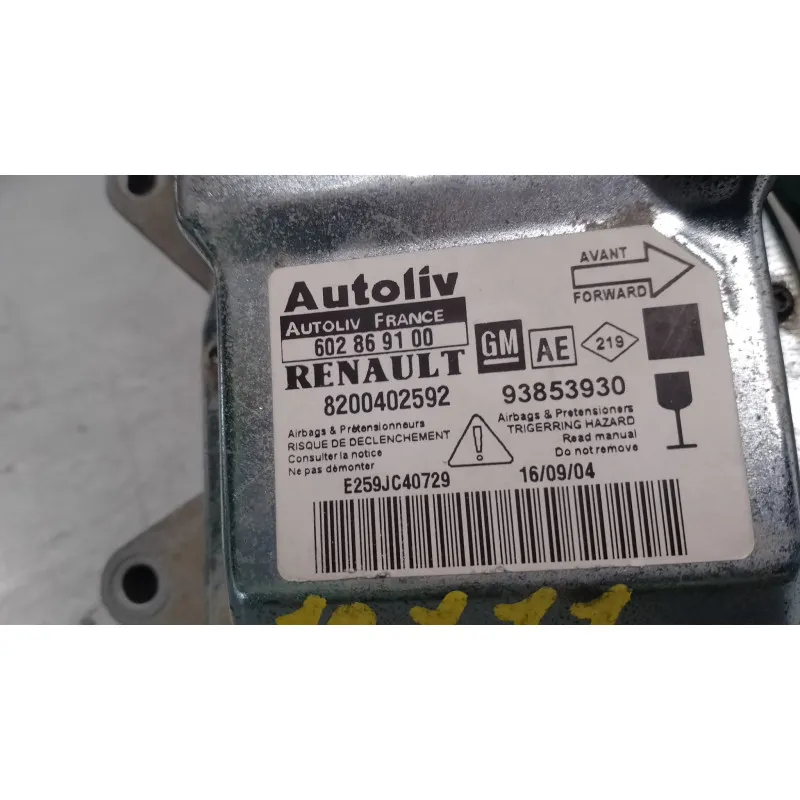 Autoliv
AUTOLIV FRANCE
602 86 91 00
RENAULT
GM
AE
219
AVANT
FORWARD
8200402592
93853930
Airbags & Prétensionneurs
RISQUE DE DECLENCHEMENT
Consulter la notice
Ne pas démonter
Airbags & Pretensioners
TRIGERRING HAZARD
Read manual
Do not remove
E259JC40729
16/09/04